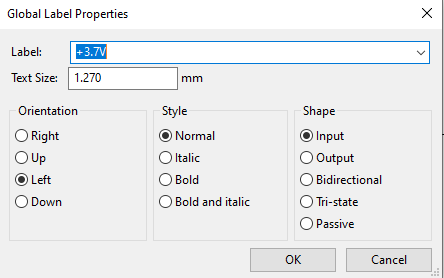 Global Label Properties
Label: +3.7V
Text Size: 1.270 mm
Orientation Style Shape
Right Normal Input
Up Italic Output
Left Bold Bidirectional
Down Bold and italic Tri-state
Passive
OK Cancel